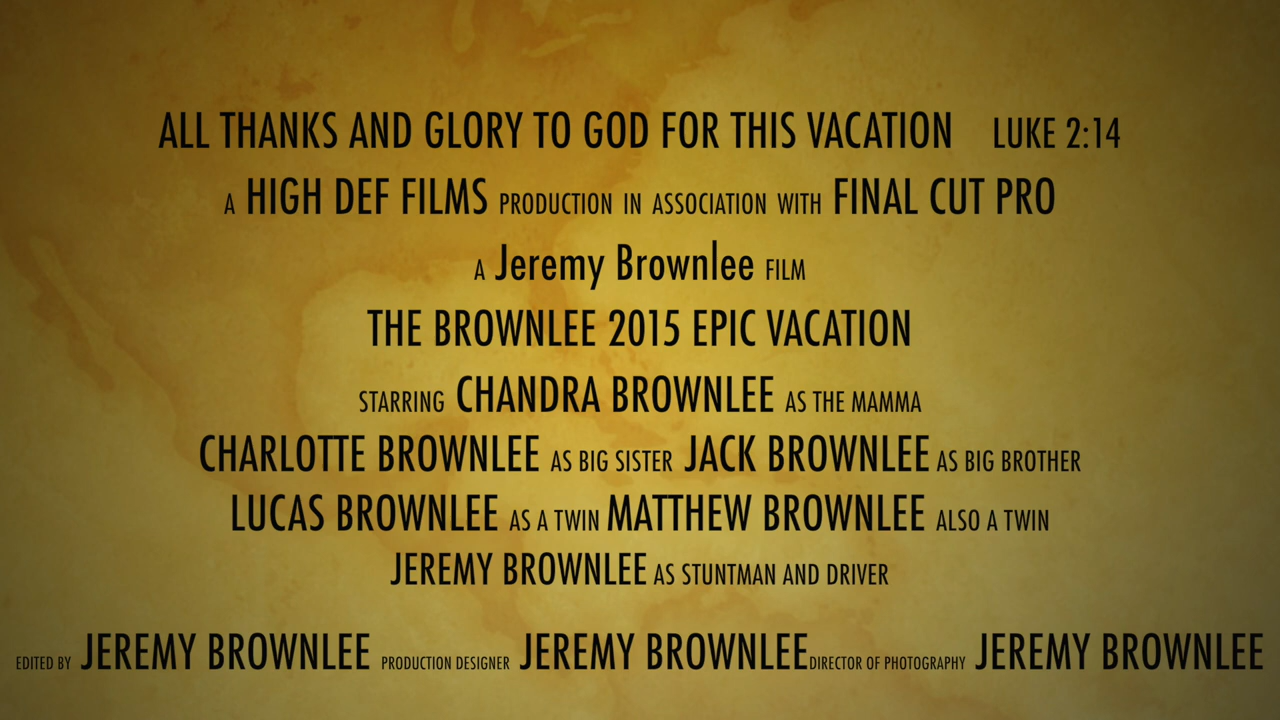 ALL THANKS AND GLORY TO GOD FOR THIS VACATION LUKE 2:14
A HIGH DEF FILMS PRODUCTION IN ASSOCIATION WITH FINAL CUT PRO
A Jeremy Brownlee FILM
THE BROWNLEE 2015 EPIC VACATION
STARRING CHANDRA BROWNLEE AS THE MAMMA
CHARLOTTE BROWNLEE AS BIG SISTER JACK BROWNLEE AS BIG BROTHER
LUCAS BROWNLEE AS A TWIN MATTHEW BROWNLEE ALSO A TWIN
JEREMY BROWNLEE AS STUNTMAN AND DRIVER
EDITED BY JEREMY BROWNLEE PRODUCTION DESIGNER JEREMY BROWNLEE DIRECTOR OF PHOTOGRAPHY JEREMY BROWNLEE